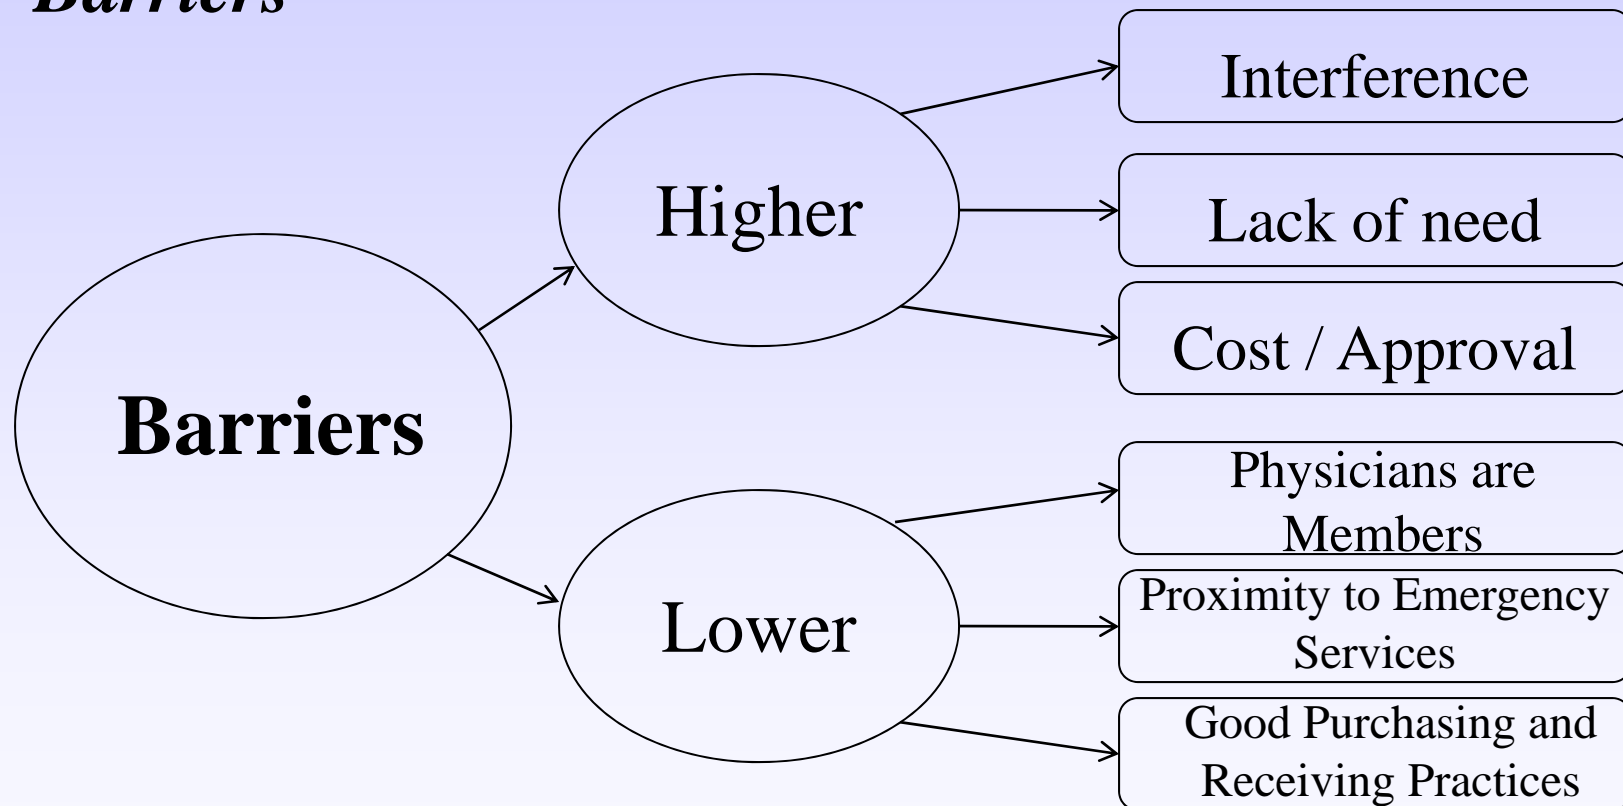 Barriers
Interference
Higher
Lack of need
Cost / Approval
Barriers
Physicians are
Members
Proximity to Emergency
Services
Lower
Good Purchasing and
Receiving Practices